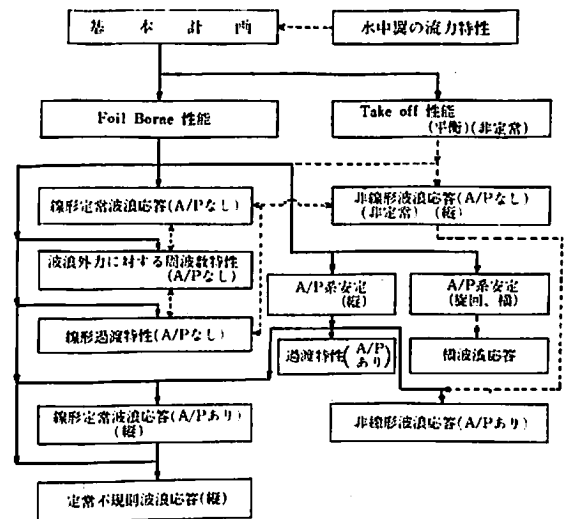 基本計画
水中翼の流力特性
Foil Borne 性能
Take off 性能
(平衡)(非定常)
線形定常波浪応答(A/Pなし)
非線形波浪応答(A/Pなし)
(非定常) (縦)
波浪外力に対する周波数特性
(A/Pなし)
A/P系安定
(縦)
A/P系安定
(旋回、横)
線形過渡特性(A/Pなし)
過渡特性(A/Pあり)
横波浪応答
線形定常波浪応答(A/Pあり)
(縦)
非線形波浪応答(A/Pあり)
定常不規則波浪応答(縦)